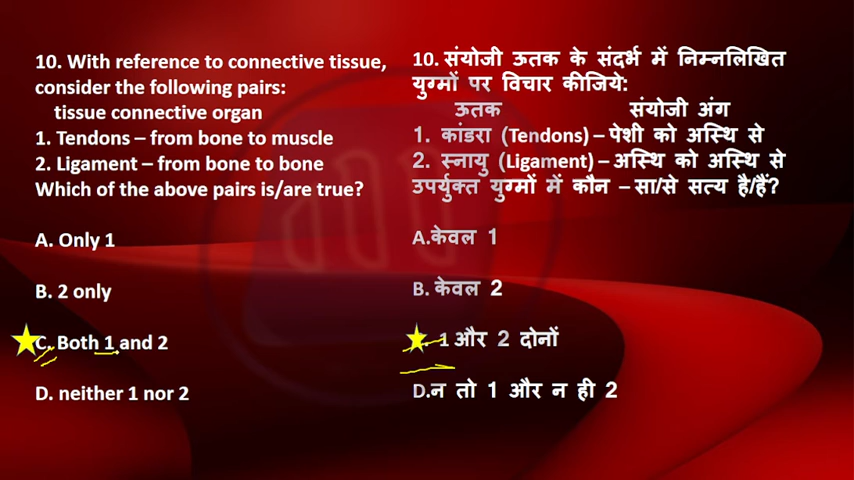 10. With reference to connective tissue,
consider the following pairs:
tissue connective organ
1. Tendons – from bone to muscle
2. Ligament – from bone to bone
Which of the above pairs is/are true?
A. Only 1
B. 2 only
C. Both 1 and 2
D. neither 1 nor 2
10. संयोजी ऊतक के संदर्भ में निम्नलिखित
युग्मों पर विचार कीजिये:
ऊतक संयोजी अंग
1. कांडरा (Tendons) – पेशी को अस्थि से
2. स्नायु (Ligament) – अस्थि को अस्थि से
उपर्युक्त युग्मों में कौन – सा/से सत्य है/हैं?
A.केवल 1
B. केवल 2
1 और 2 दोनों
D.न तो 1 और न ही 2